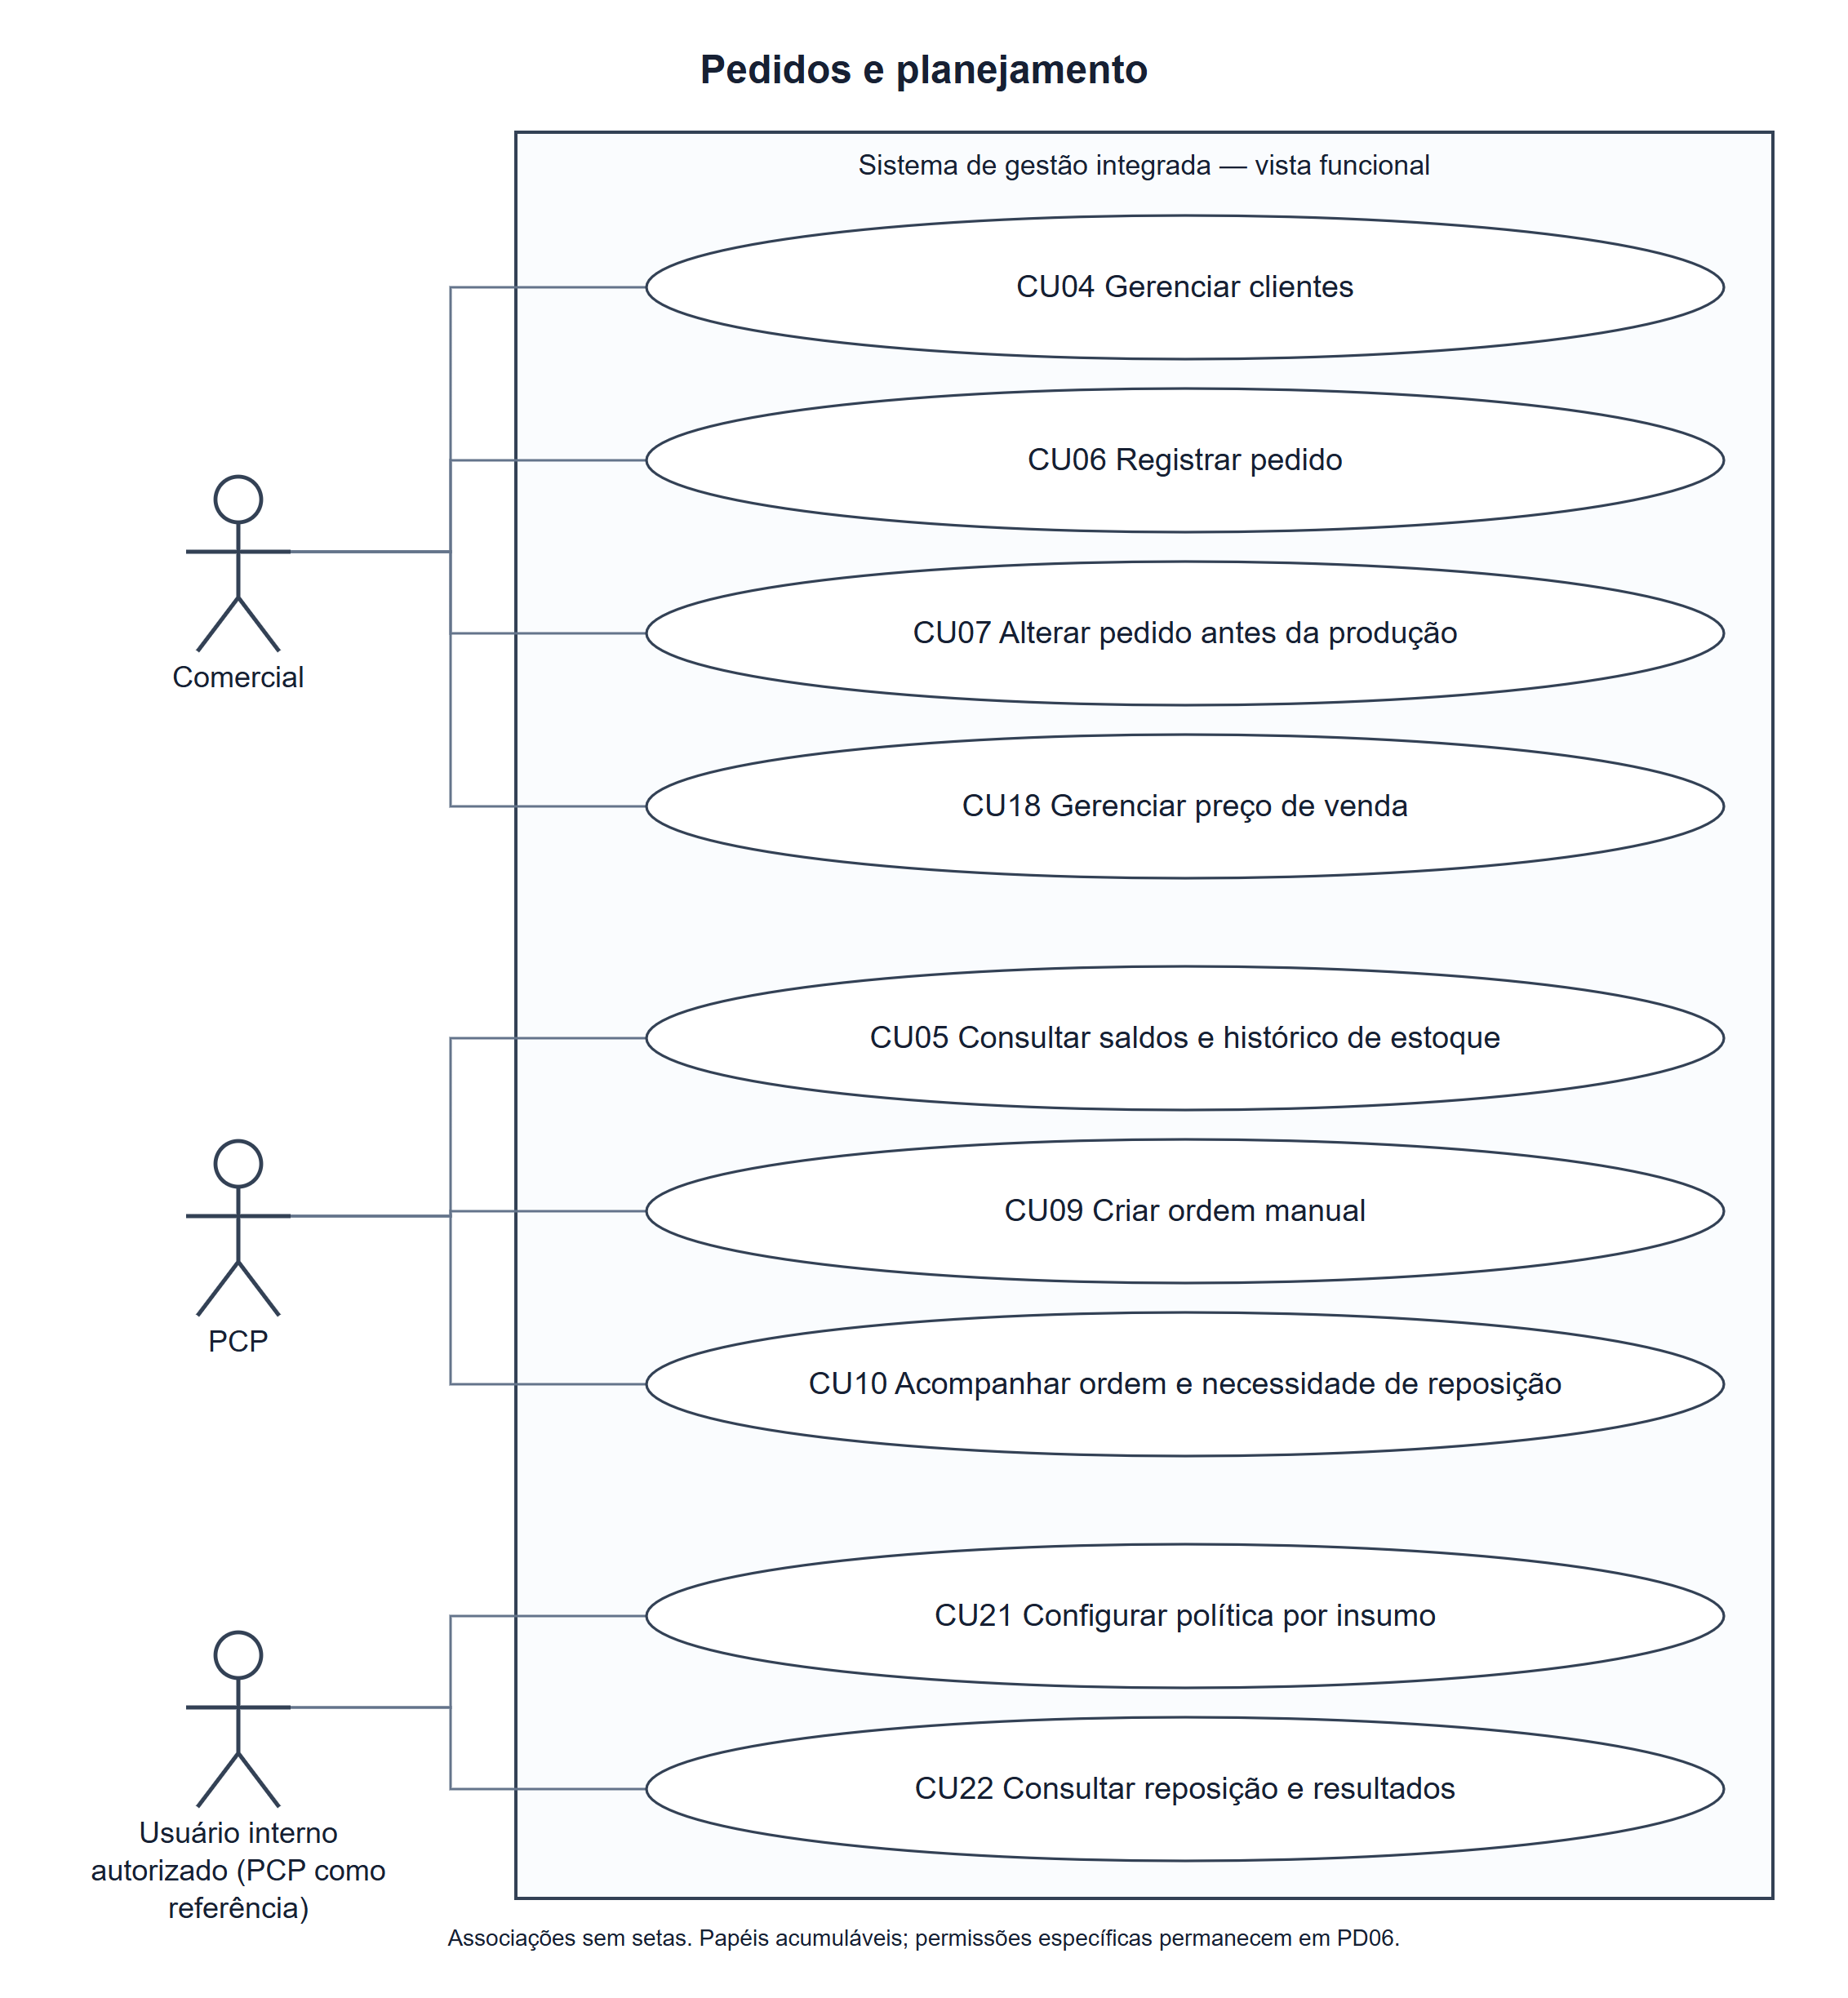 Pedidos e planejamento
Sistema de gestão integrada — vista funcional
CU04 Gerenciar clientes
CU06 Registrar pedido
CU07 Alterar pedido antes da produção
Comercial
CU18 Gerenciar preço de venda
CU05 Consultar saldos e histórico de estoque
CU09 Criar ordem manual
PCP
CU10 Acompanhar ordem e necessidade de reposição
CU21 Configurar política por insumo
CU22 Consultar reposição e resultados
Usuário interno
autorizado (PCP como
referência)
Associações sem setas. Papéis acumuláveis; permissões específicas permanecem em PD06.